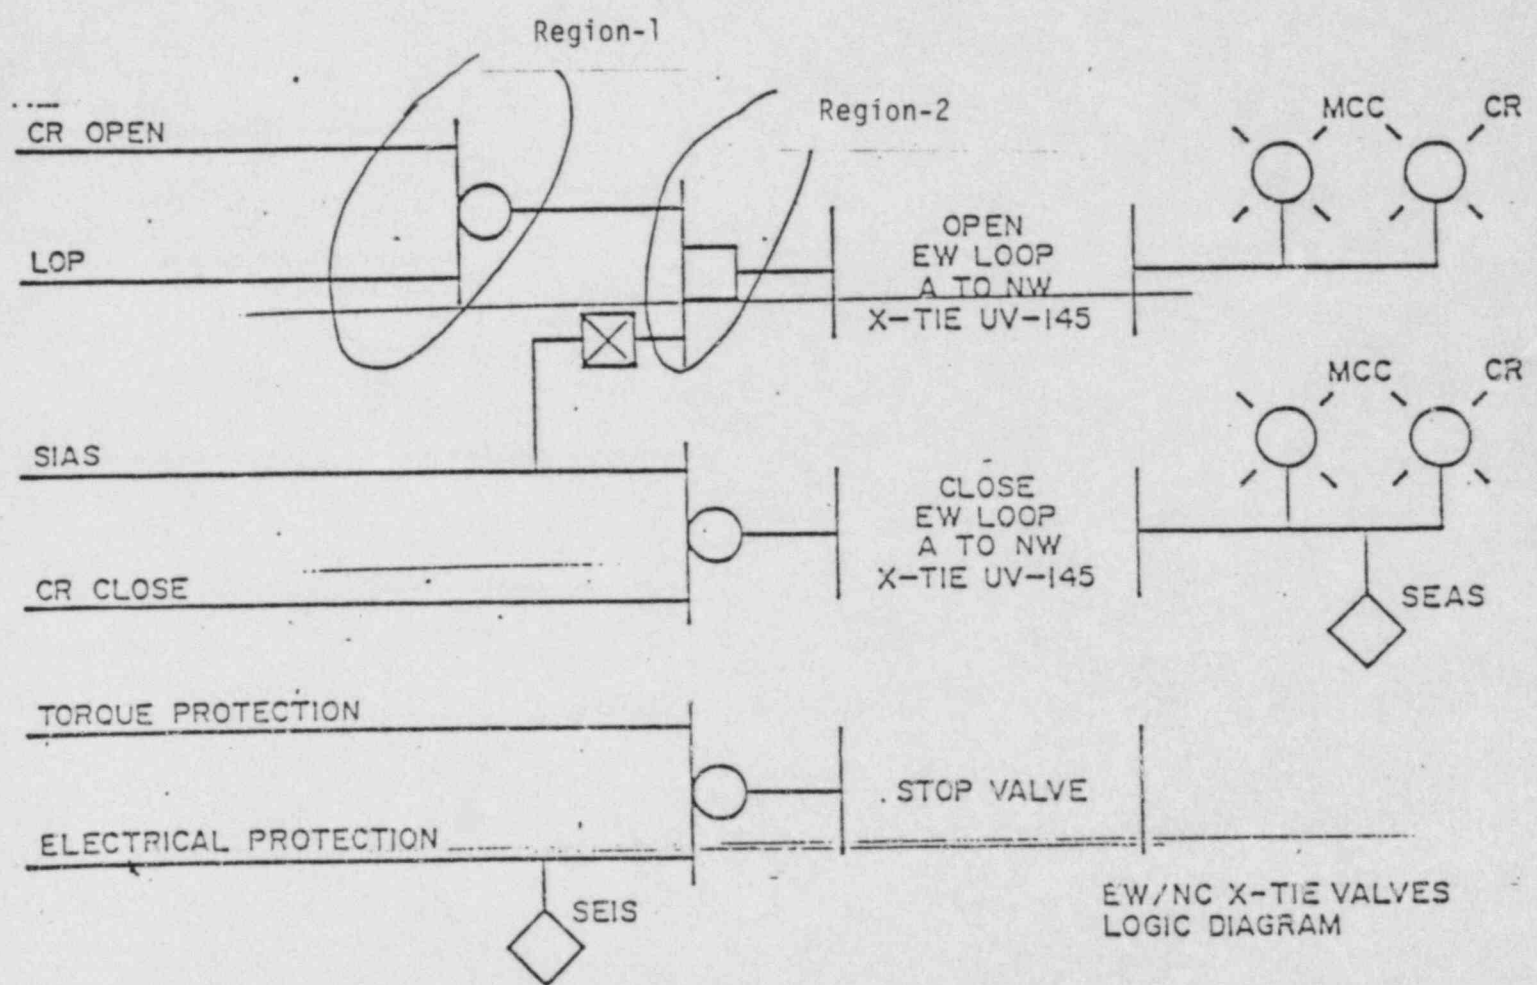 Region-1
Region-2
CR OPEN
MCC
CR
LOP
OPEN
EW LOOP
A TO NW
X-TIE UV-145
MCC
CR
SIAS
CLOSE
EW LOOP
A TO NW
X-TIE UV-145
CR CLOSE
SEAS
TORQUE PROTECTION
STOP VALVE
ELECTRICAL PROTECTION
SEIS
EW/NC X-TIE VALVES
LOGIC DIAGRAM